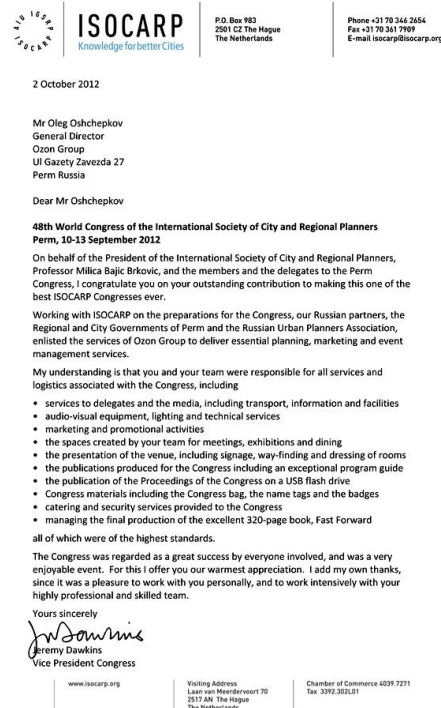 AIU IGSRP ISOCARP
ISOCARP
Knowledge for better Cities
P.O. Box 983
2501 CZ The Hague
The Netherlands
Phone +31 70 346 2654
Fax +31 70 361 7909
E-mail isocarp@isocarp.org
2 October 2012
Mr Oleg Oshchepkov
General Director
Ozon Group
Ul Gazety Zavezda 27
Perm Russia
Dear Mr Oshchepkov
48th World Congress of the International Society of City and Regional Planners
Perm, 10-13 September 2012
On behalf of the President of the International Society of City and Regional Planners,
Professor Milica Bajic Brkovic, and the members and the delegates to the Perm
Congress, I congratulate you on your outstanding contribution to making this one of the
best ISOCARP Congresses ever.
Working with ISOCARP on the preparations for the Congress, our Russian partners, the
Regional and City Governments of Perm and the Russian Urban Planners Association,
enlisted the services of Ozon Group to deliver essential planning, marketing and event
management services.
My understanding is that you and your team were responsible for all services and
logistics associated with the Congress, including
• services to delegates and the media, including transport, information and facilities
• audio-visual equipment, lighting and technical services
• marketing and promotional activities
• the spaces created by your team for meetings, exhibitions and dining
• the presentation of the venue, including signage, way-finding and dressing of rooms
• the publications produced for the Congress including an exceptional program guide
• the publication of the Proceedings of the Congress on a USB flash drive
• Congress materials including the Congress bag, the name tags and the badges
• catering and security services provided to the Congress
• managing the final production of the excellent 320-page book, Fast Forward
all of which were of the highest standards.
The Congress was regarded as a great success by everyone involved, and was a very
enjoyable event. For this I offer you our warmest appreciation. I add my own thanks,
since it was a pleasure to work with you personally, and to work intensively with your
highly professional and skilled team.
Yours sincerely
Jeremy Dawkins
Vice President Congress
www.isocarp.org
Visiting Address
Laan van Meerdervoort 70
2517 AN The Hague
The Netherlands
Chamber of Commerce 4039.7271
Tax 3392.302L01